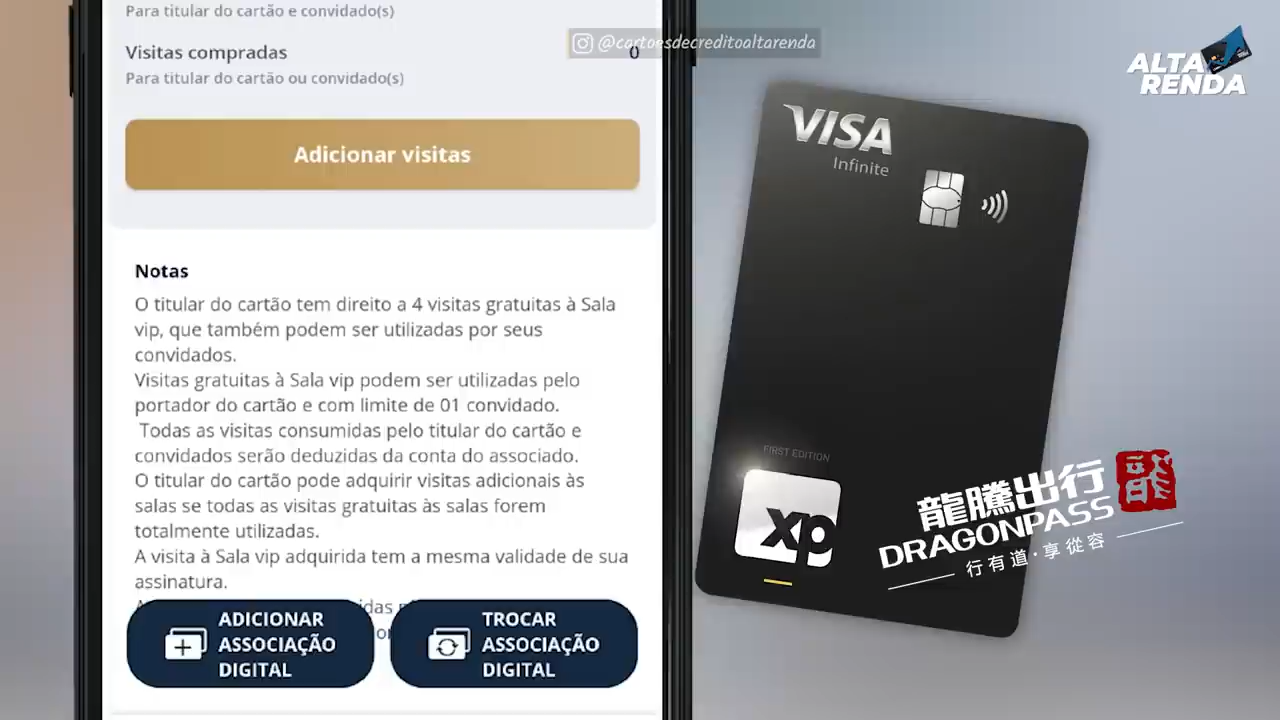 Para titular do cartão e convidado(s)
Visitas compradas
0
Para titular do cartão ou convidado(s)
Adicionar visitas
Notas
O titular do cartão tem direito a 4 visitas gratuitas à Sala
vip, que também podem ser utilizadas por seus
convidados.
Visitas gratuitas à Sala vip podem ser utilizadas pelo
portador do cartão e com limite de 01 convidado.
Todas as visitas consumidas pelo titular do cartão e
convidados serão deduzidas da conta do associado.
O titular do cartão pode adquirir visitas adicionais às
salas se todas as visitas gratuitas às salas forem
totalmente utilizadas.
A visita à Sala vip adquirida tem a mesma validade de sua
assinatura.
ADICIONAR
ASSOCIAÇÃO
DIGITAL
TROCAR
ASSOCIAÇÃO
DIGITAL
@cartoesdecreditoaltarenda
ALTA
RENDA
VISA
Infinite
FIRST EDITION
xp
龍騰出行
DRAGONPASS
行有道·享從容